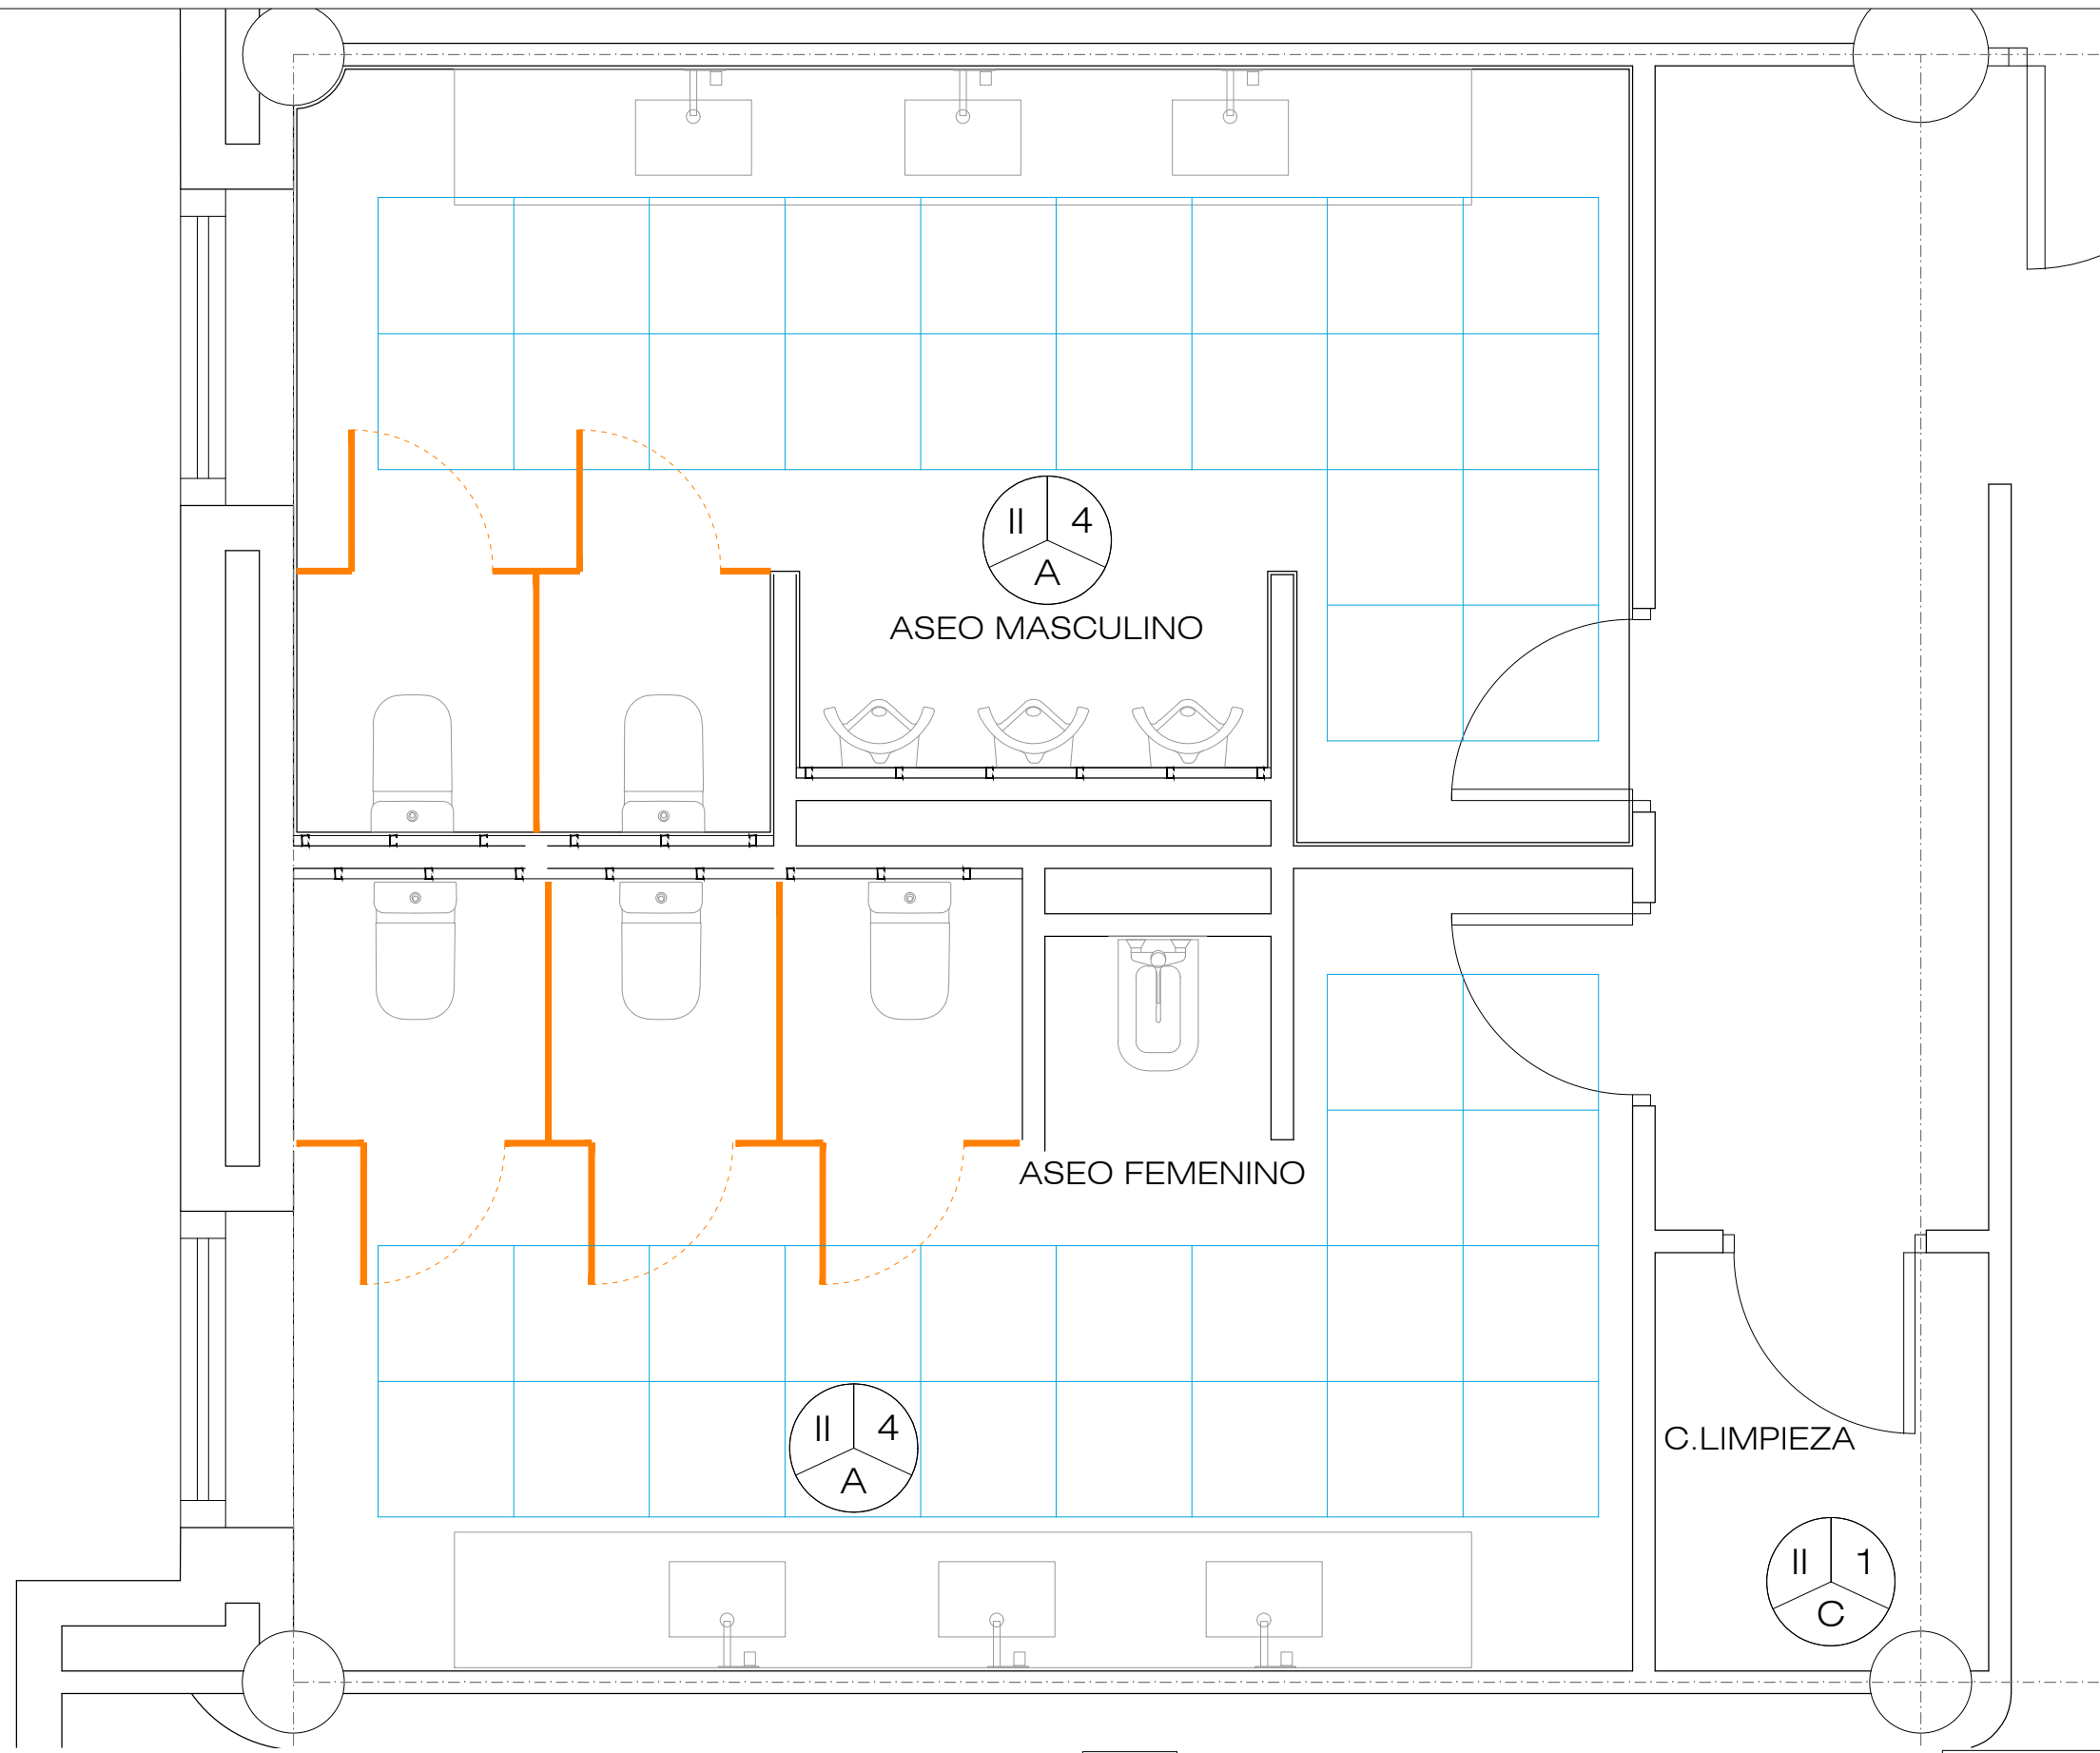 II 4
A
ASEO MASCULINO
ASEO FEMENINO
II 4
A
C.LIMPIEZA
II 1
C